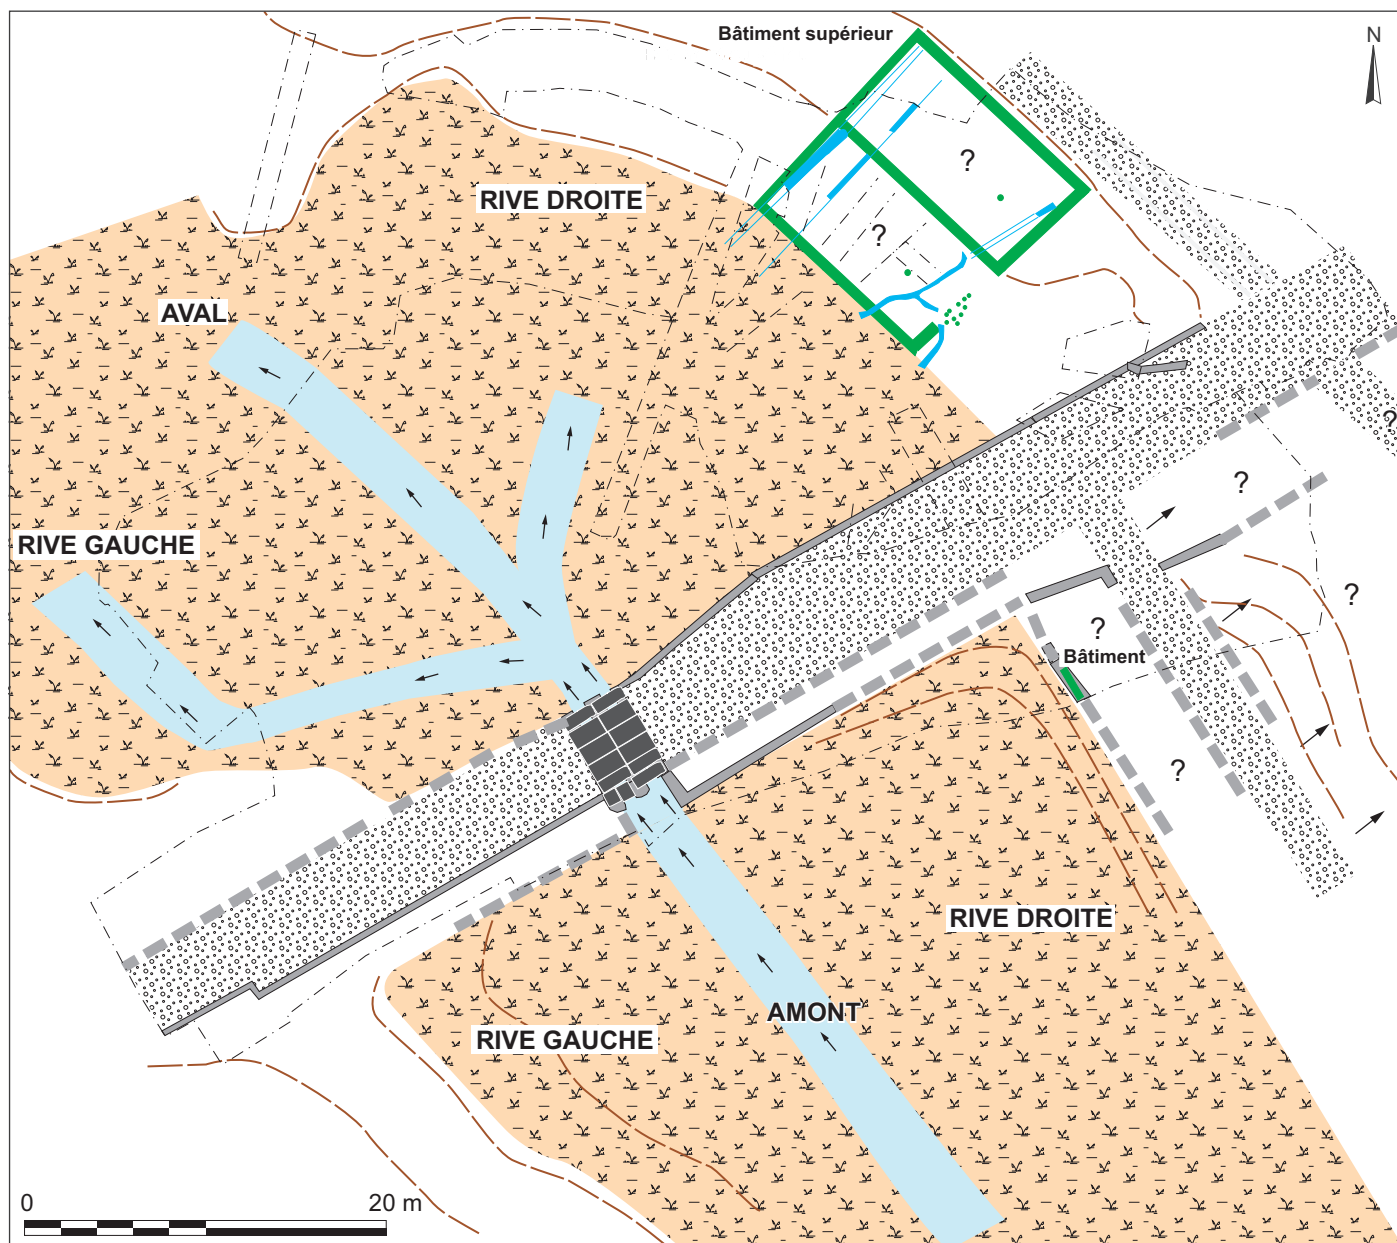 Bâtiment supérieur
N
?
RIVE DROITE
?
AVAL
?
?
RIVE GAUCHE
?
?
Bâtiment
?
RIVE DROITE
AMONT
RIVE GAUCHE
0 20 m